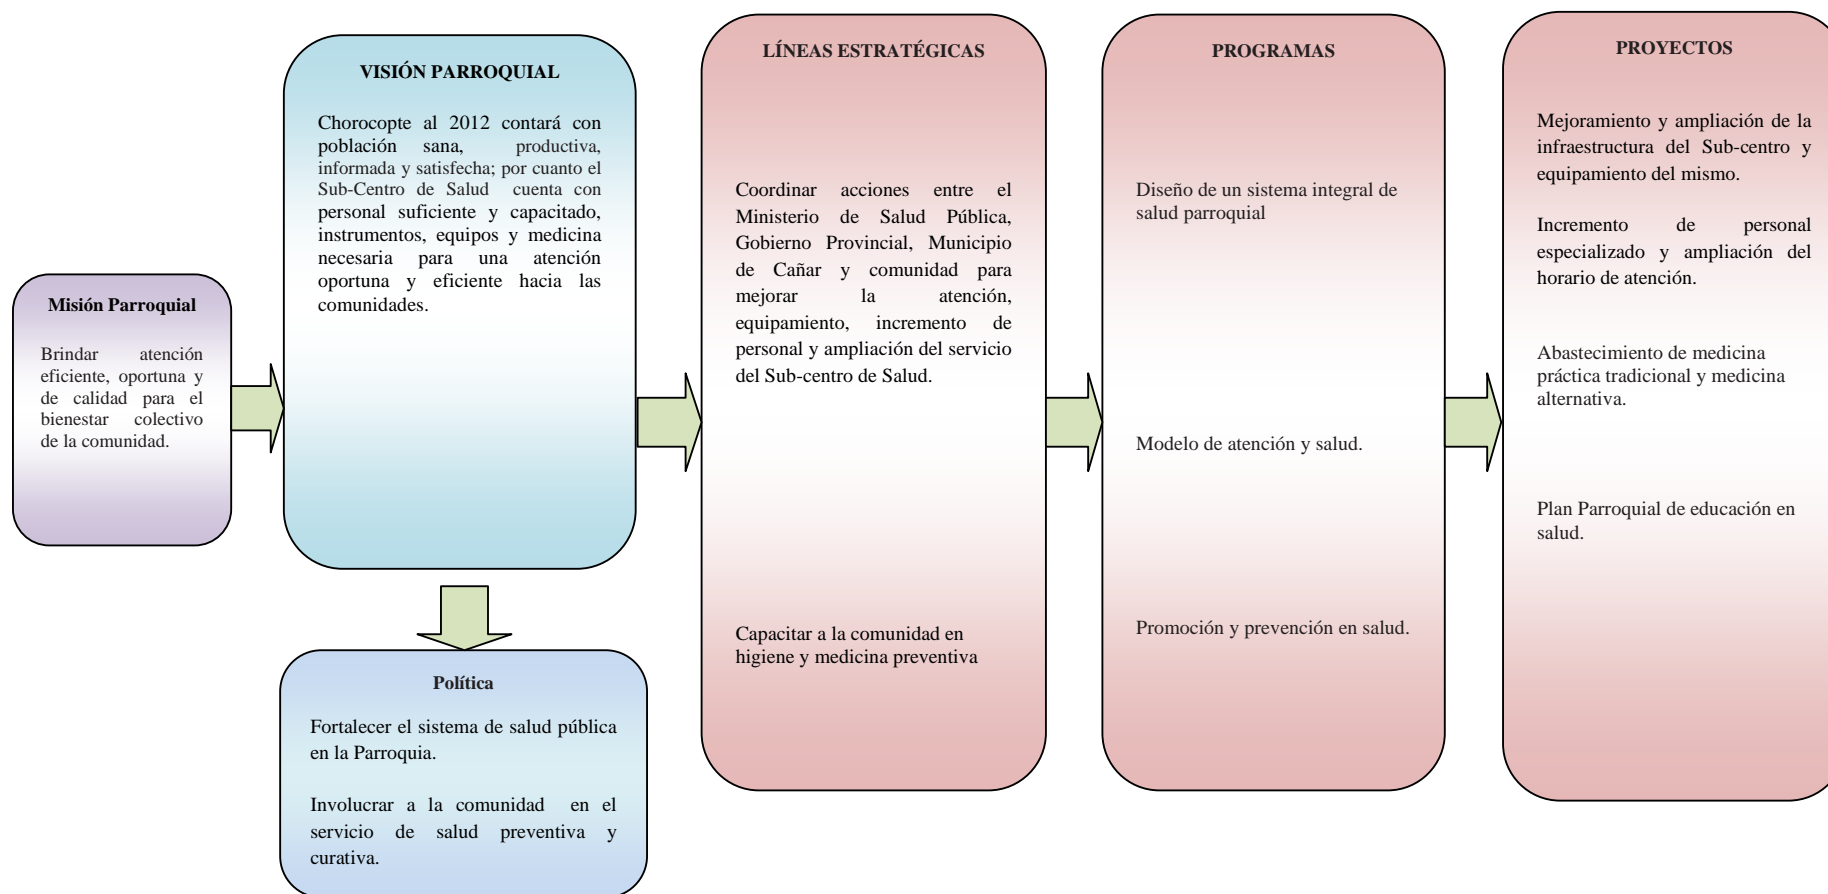 Misión Parroquial
Brindar atención
eficiente, oportuna y
de calidad para el
bienestar colectivo
de la comunidad.
VISIÓN PARROQUIAL
Chorocopte al 2012 contará con
población sana, productiva,
informada y satisfecha; por cuanto el
Sub-Centro de Salud cuenta con
personal suficiente y capacitado,
instrumentos, equipos y medicina
necesaria para una atención
oportuna y eficiente hacia las
comunidades.
Política
Fortalecer el sistema de salud pública
en la Parroquia.
Involucrar a la comunidad en el
servicio de salud preventiva y
curativa.
LÍNEAS ESTRATÉGICAS
Coordinar acciones entre el
Ministerio de Salud Pública,
Gobierno Provincial, Municipio
de Cañar y comunidad para
mejorar la atención,
equipamiento, incremento de
personal y ampliación del servicio
del Sub-centro de Salud.
Capacitar a la comunidad en
higiene y medicina preventiva
PROGRAMAS
Diseño de un sistema integral de
salud parroquial
Modelo de atención y salud.
Promoción y prevención en salud.
PROYECTOS
Mejoramiento y ampliación de la
infraestructura del Sub-centro y
equipamiento del mismo.
Incremento de personal
especializado y ampliación del
horario de atención.
Abastecimiento de medicina
práctica tradicional y medicina
alternativa.
Plan Parroquial de educación en
salud.